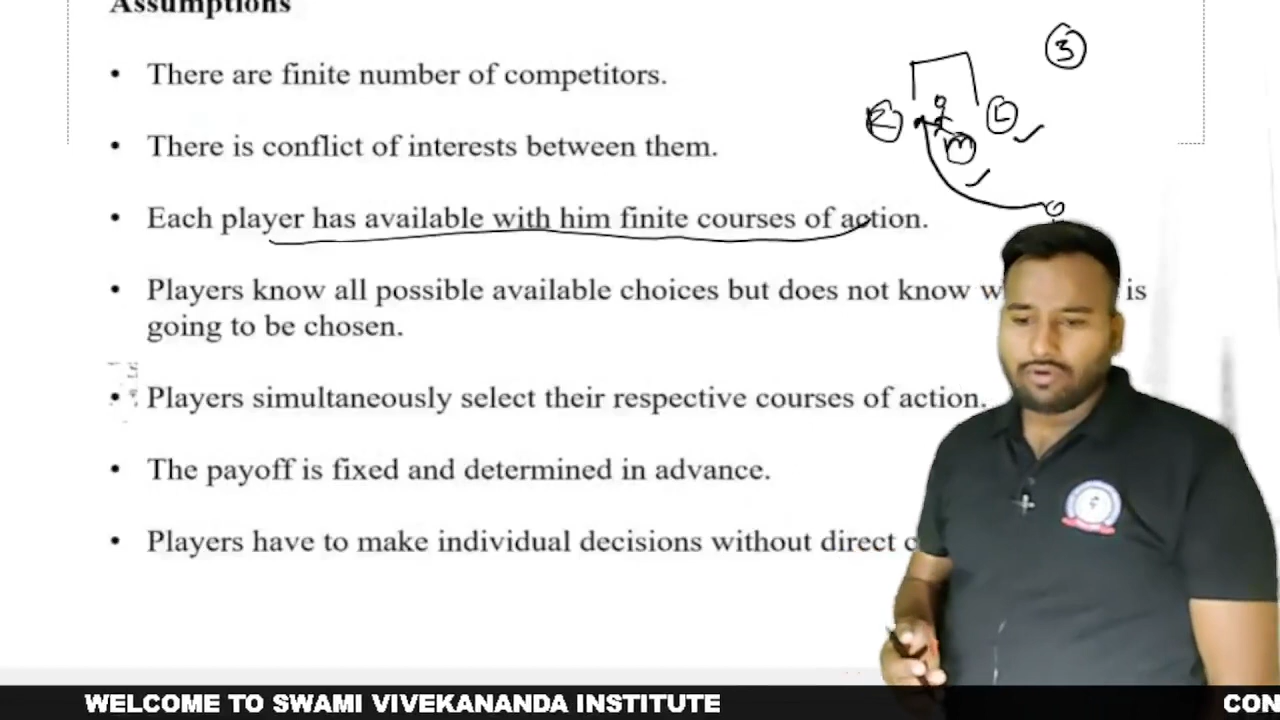 Assumptions
3
• There are finite number of competitors.
R
L
M
• There is conflict of interests between them.
• Each player has available with him finite courses of action.
• Players know all possible available choices but does not know w is
going to be chosen.
• Players simultaneously select their respective courses of action.
• The payoff is fixed and determined in advance.
• Players have to make individual decisions without direct c
WELCOME TO SWAMI VIVEKANANDA INSTITUTE CON